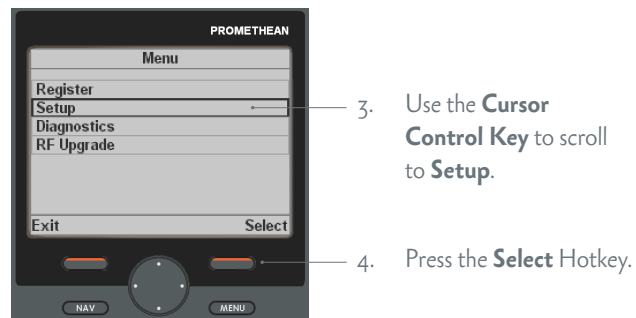 PROMETHEAN
Menu
Register
Setup
Diagnostics
RF Upgrade
Exit Select
NAV MENU
3. Use the Cursor
Control Key to scroll
to Setup.
4. Press the Select Hotkey.